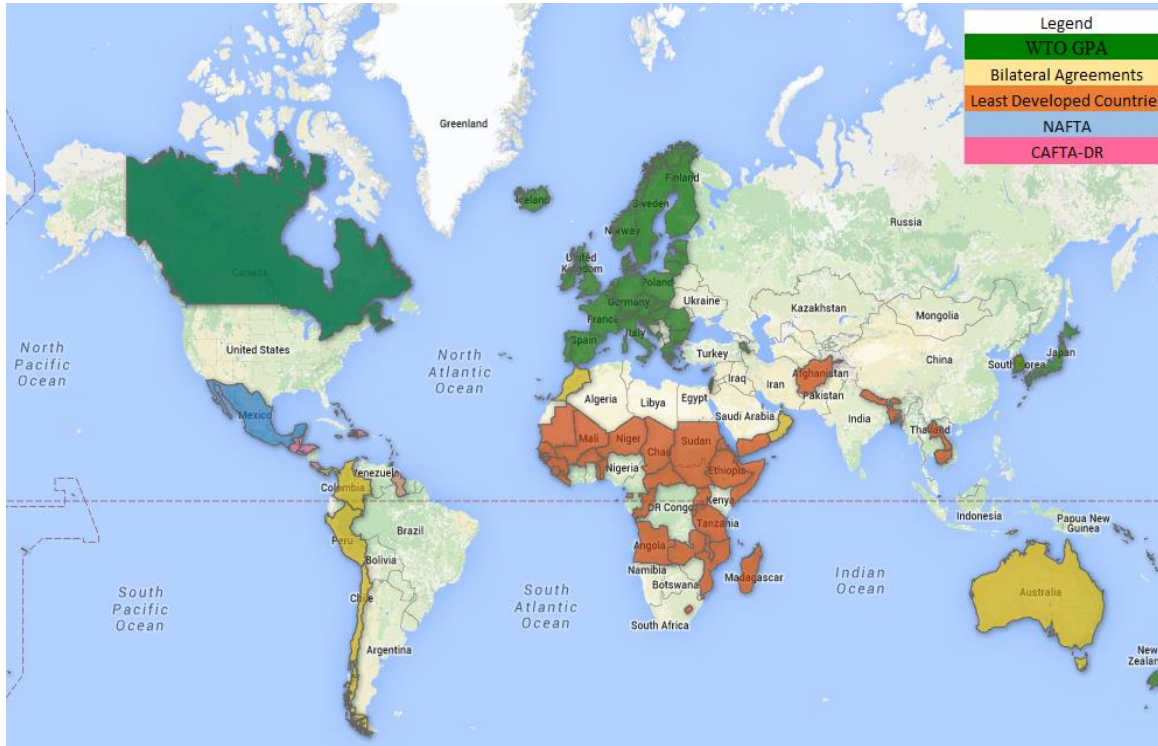 Legend
WTO GPA
Bilateral Agreements
Least Developed Countrie
NAFTA
CAFTA-DR
Greenland
Iceland
Finland
Sweden
Norway
Russia
Canada
United
Kingdom
Poland
Germany
Ukraine
France
Kazakhstan
Mongolia
Italy
Spain
North
Pacific
Ocean
United States
North
Atlantic
Ocean
Turkey
China
South Korea
Japan
Afghanistan
Iraq
Iran
Pakistan
Algeria
Libya
Egypt
Saudi Arabia
India
Mexico
Mali
Niger
Chad
Sudan
Thailand
Nigeria
Ethiopia
Venezuela
Colombia
DR Congo
Kenya
Indonesia
Papua New
Guinea
Tanzania
Brazil
Peru
Angola
Bolivia
Namibia
Botswana
Madagascar
Indian
Ocean
South
Pacific
Ocean
Chile
South
Atlantic
Ocean
Australia
South Africa
Argentina
New
Zealan